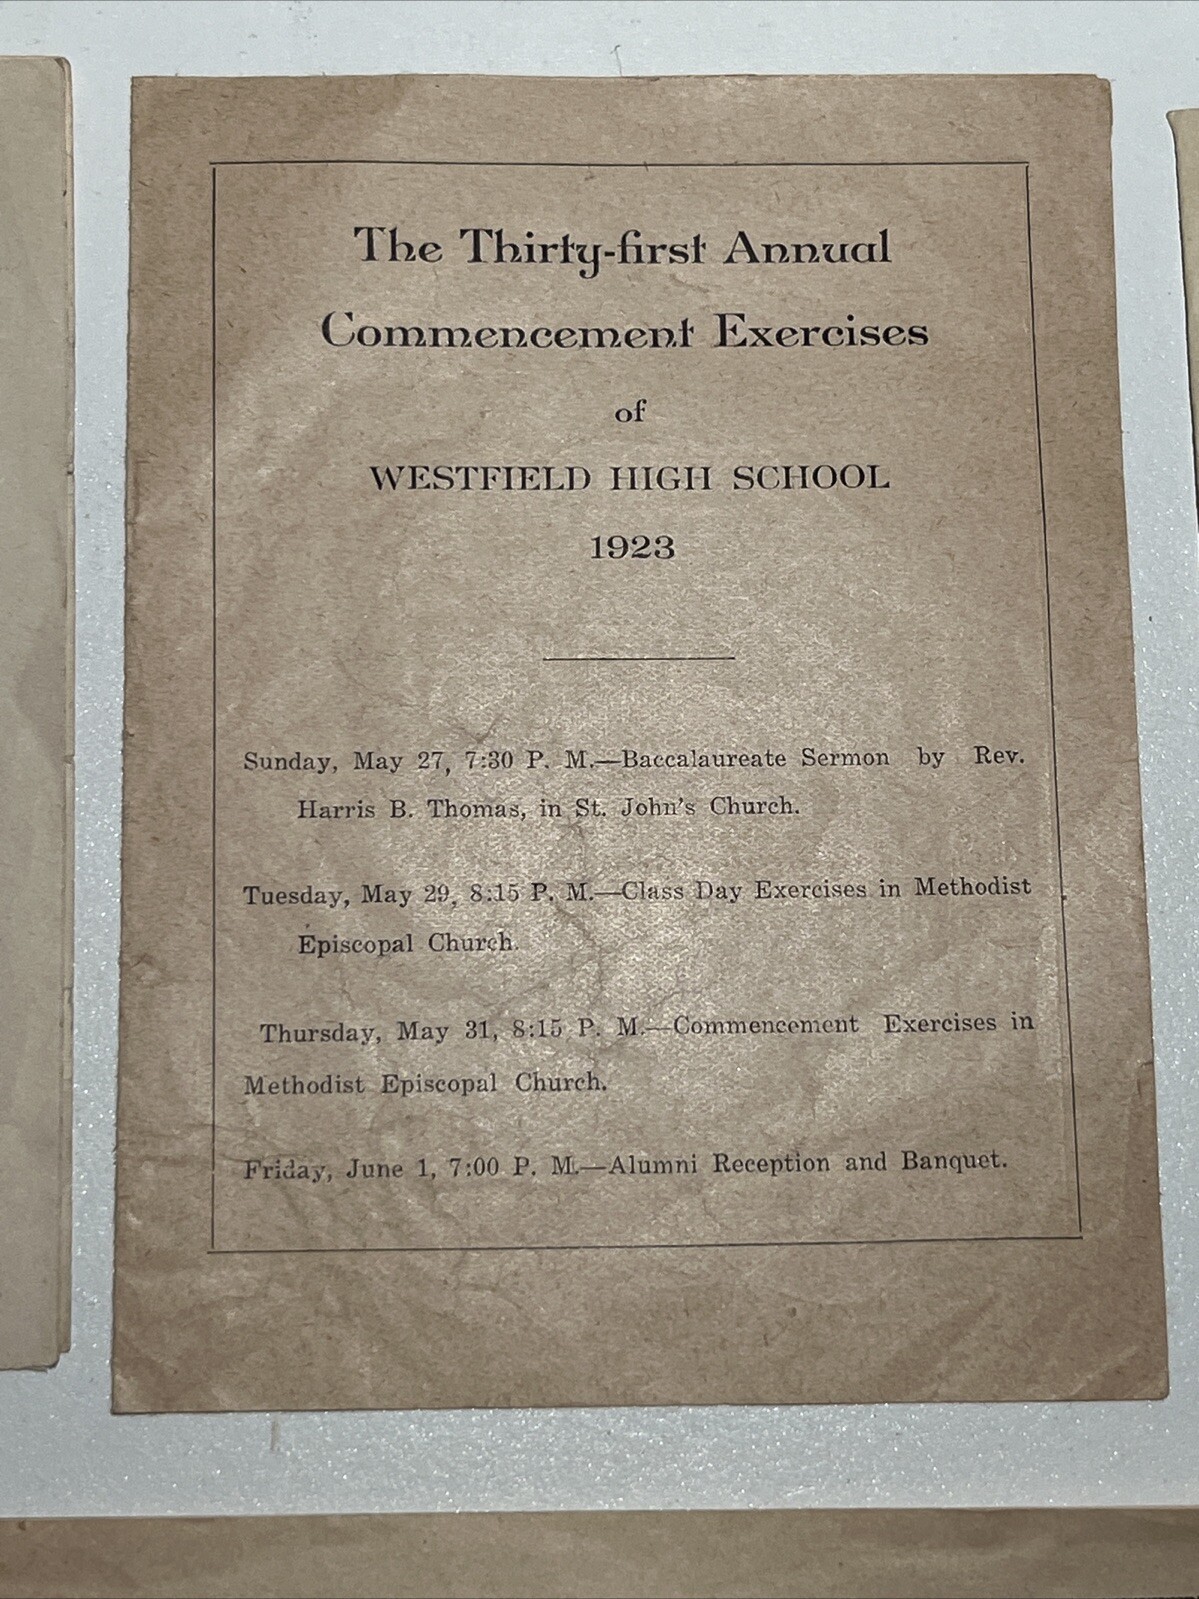 The Thirty-first Annual
Commencement Exercises
of
WESTFIELD HIGH SCHOOL
1923
Sunday, May 27, 7:30 P. M.—Baccalaureate Sermon by Rev.
Harris B. Thomas, in St. John's Church.
Tuesday, May 29, 8:15 P. M.—Class Day Exercises in Methodist
Episcopal Church.
Thursday, May 31, 8:15 P. M.—Commencement Exercises in
Methodist Episcopal Church.
Friday, June 1, 7:00 P. M.—Alumni Reception and Banquet.